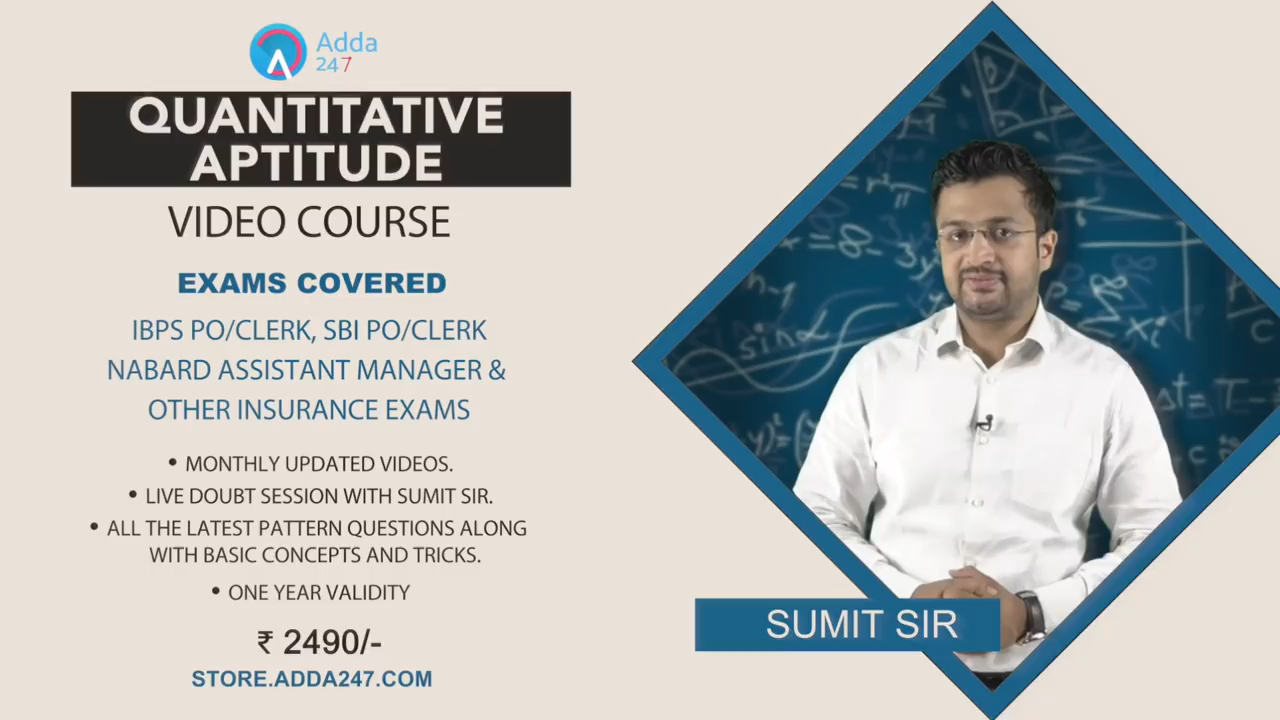 Adda
247
QUANTITATIVE
APTITUDE
VIDEO COURSE
EXAMS COVERED
IBPS PO/CLERK, SBI PO/CLERK
NABARD ASSISTANT MANAGER &
OTHER INSURANCE EXAMS
• MONTHLY UPDATED VIDEOS.
• LIVE DOUBT SESSION WITH SUMIT SIR.
• ALL THE LATEST PATTERN QUESTIONS ALONG
WITH BASIC CONCEPTS AND TRICKS.
• ONE YEAR VALIDITY
₹ 2490/-
STORE.ADDA247.COM
sinα
SUMIT SIR